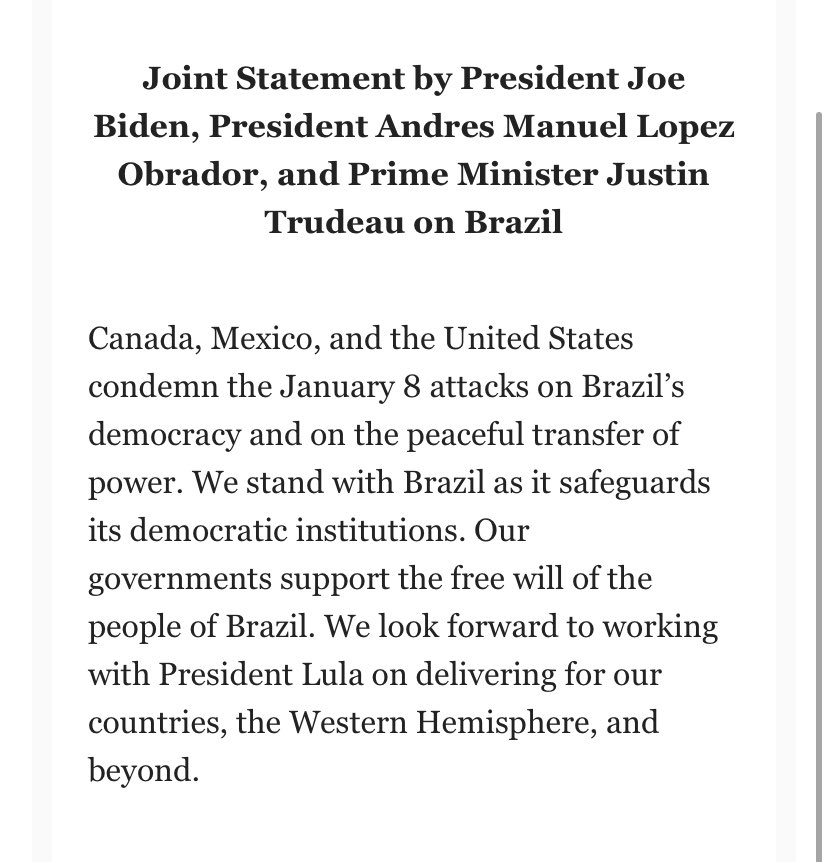 Joint Statement by President Joe
Biden, President Andres Manuel Lopez
Obrador, and Prime Minister Justin
Trudeau on Brazil
Canada, Mexico, and the United States
condemn the January 8 attacks on Brazil’s
democracy and on the peaceful transfer of
power. We stand with Brazil as it safeguards
its democratic institutions. Our
governments support the free will of the
people of Brazil. We look forward to working
with President Lula on delivering for our
countries, the Western Hemisphere, and
beyond.